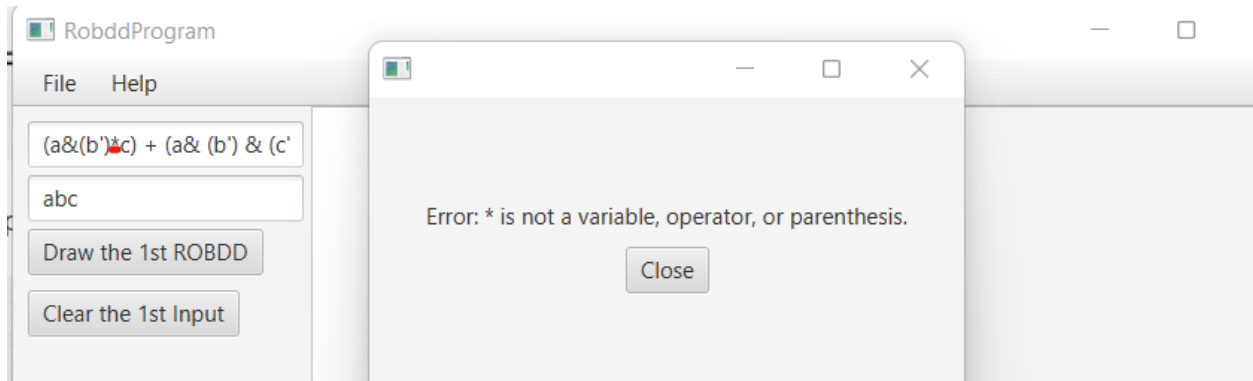 RobddProgram
File Help
(a&(b')*c) + (a& (b') & (c'
abc
Draw the 1st ROBDD
Clear the 1st Input
Error: * is not a variable, operator, or parenthesis.
Close